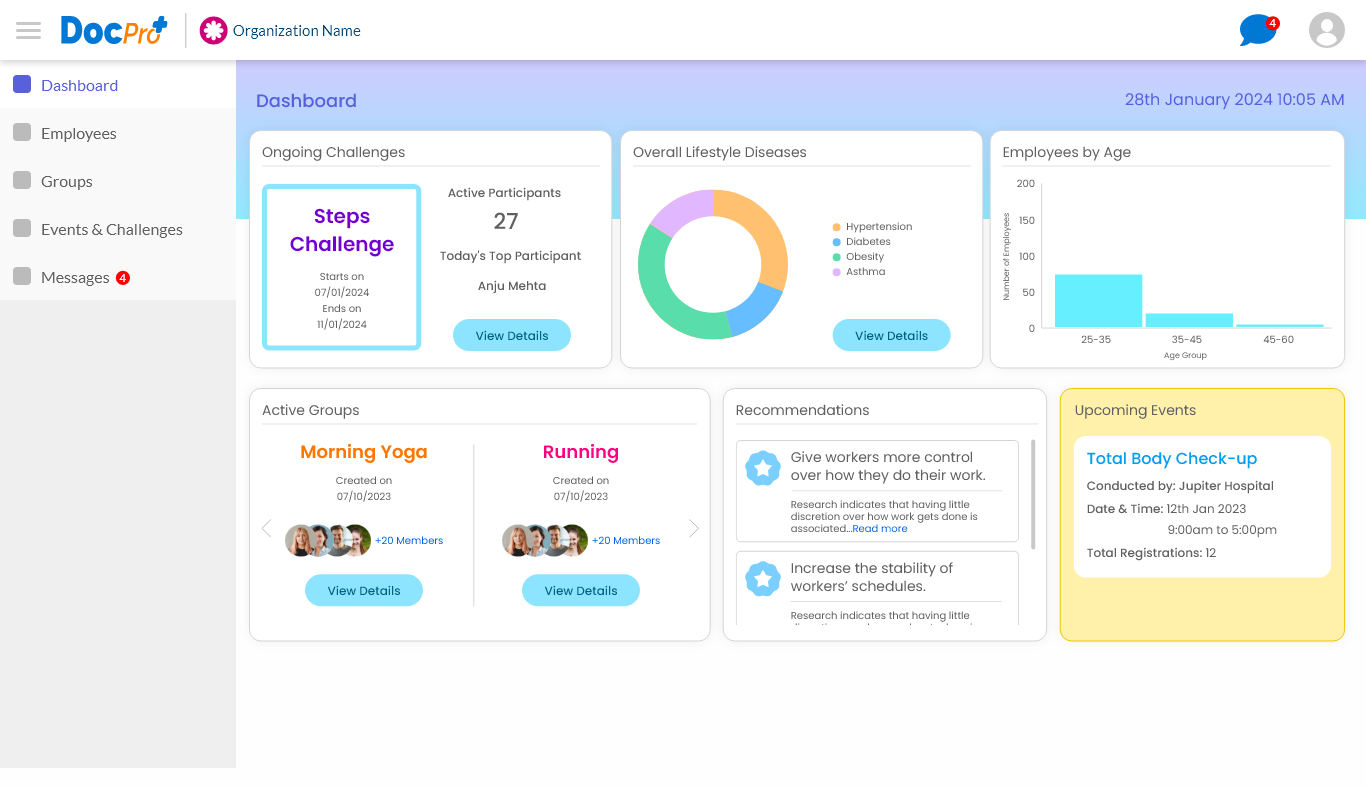 DocPro+
Organization Name
4
Dashboard
Employees
Groups
Events & Challenges
Messages 4
Dashboard
28th January 2024 10:05 AM
Ongoing Challenges
Steps
Challenge
Starts on
07/01/2024
Ends on
11/01/2024
Active Participants
27
Today's Top Participant
Anju Mehta
View Details
Overall Lifestyle Diseases
Hypertension
Diabetes
Obesity
Asthma
View Details
Employees by Age
Number of Employees
200
150
100
50
0
25-35 35-45 45-60
Age Group
Active Groups
Morning Yoga
Created on
07/10/2023
+20 Members
View Details
Running
Created on
07/10/2023
+20 Members
View Details
Recommendations
Give workers more control
over how they do their work.
Research indicates that having little
discretion over how work gets done is
associated...Read more
Increase the stability of
workers’ schedules.
Research indicates that having little
Upcoming Events
Total Body Check-up
Conducted by: Jupiter Hospital
Date & Time: 12th Jan 2023
9:00am to 5:00pm
Total Registrations: 12